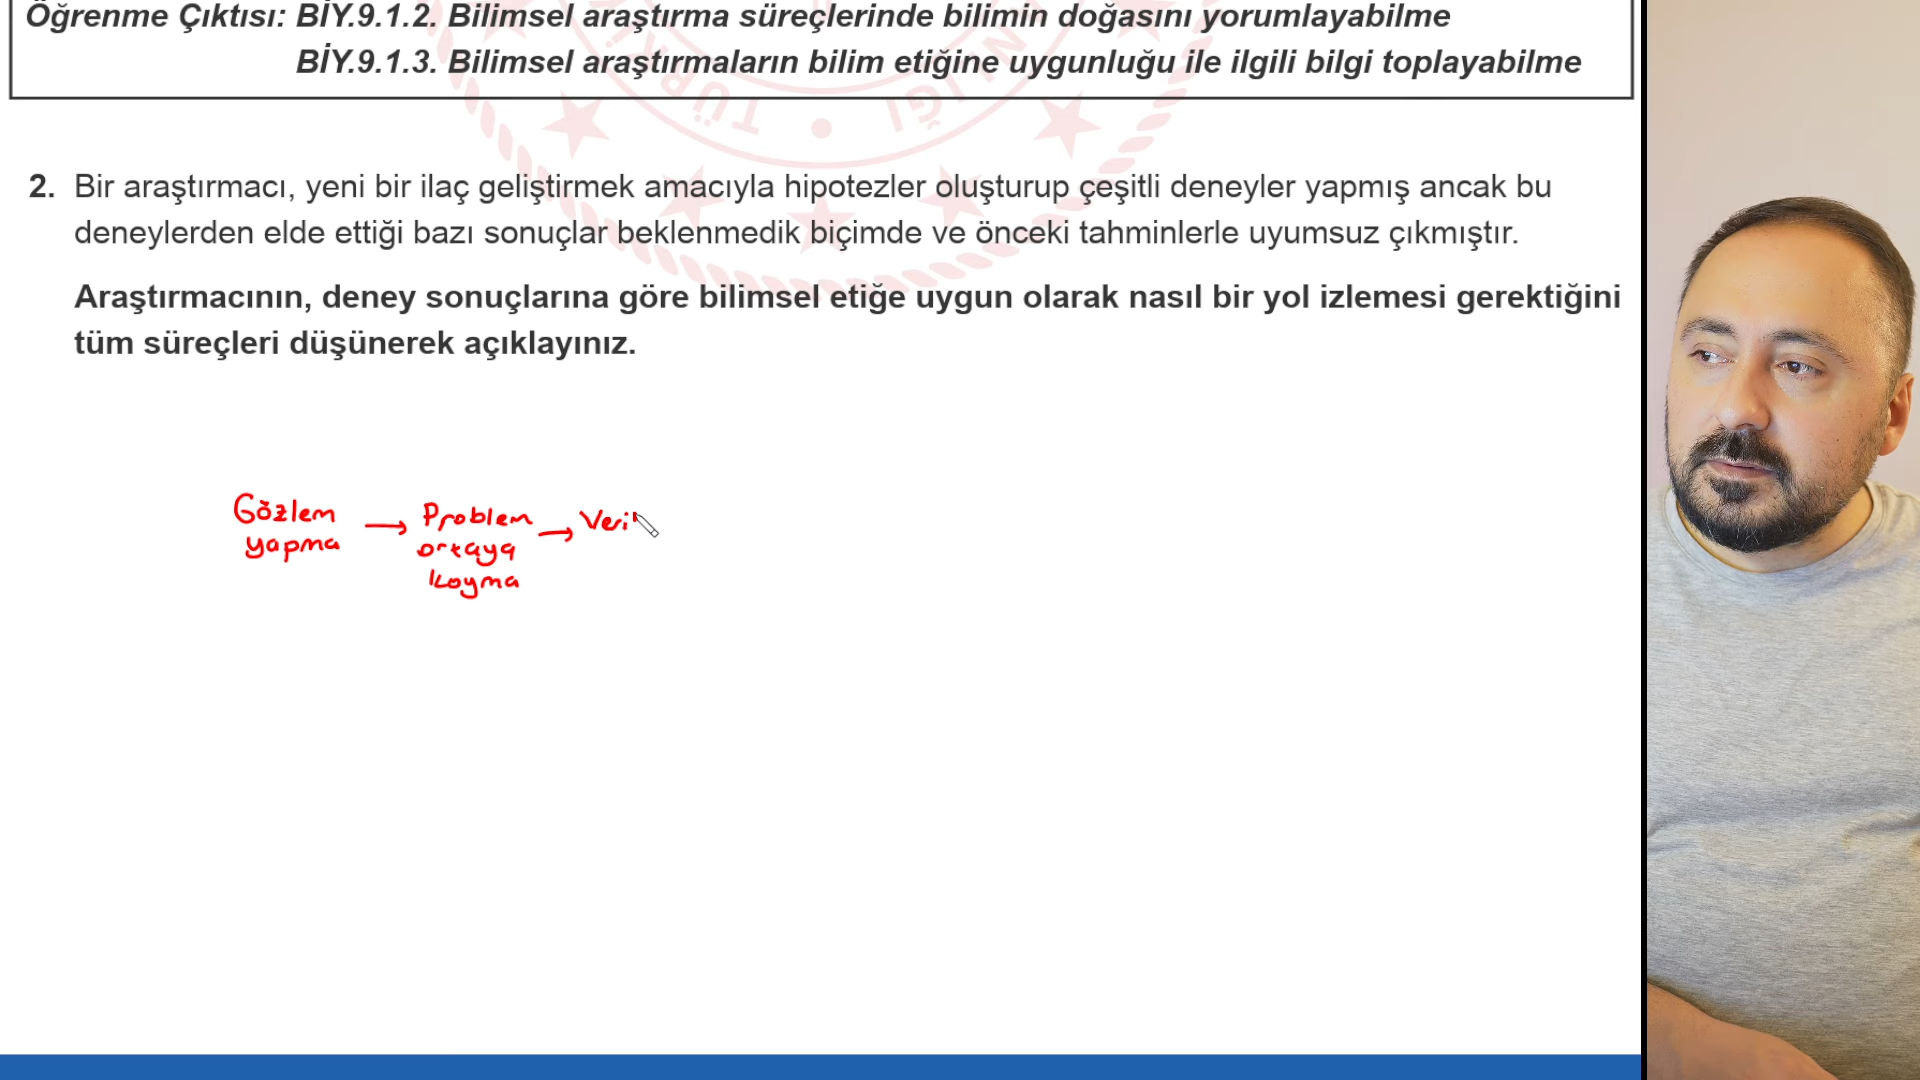 Öğrenme Çıktısı: BİY.9.1.2. Bilimsel araştırma süreçlerinde bilimin doğasını yorumlayabilme
BİY.9.1.3. Bilimsel araştırmaların bilim etiğine uygunluğu ile ilgili bilgi toplayabilme
TÜR
İĞİ
2. Bir araştırmacı, yeni bir ilaç geliştirmek amacıyla hipotezler oluşturup çeşitli deneyler yapmış ancak bu
deneylerden elde ettiği bazı sonuçlar beklenmedik biçimde ve önceki tahminlerle uyumsuz çıkmıştır.
Araştırmacının, deney sonuçlarına göre bilimsel etiğe uygun olarak nasıl bir yol izlemesi gerektiğini
tüm süreçleri düşünerek açıklayınız.
Gözlem yapma → Problem ortaya koyma → Veri